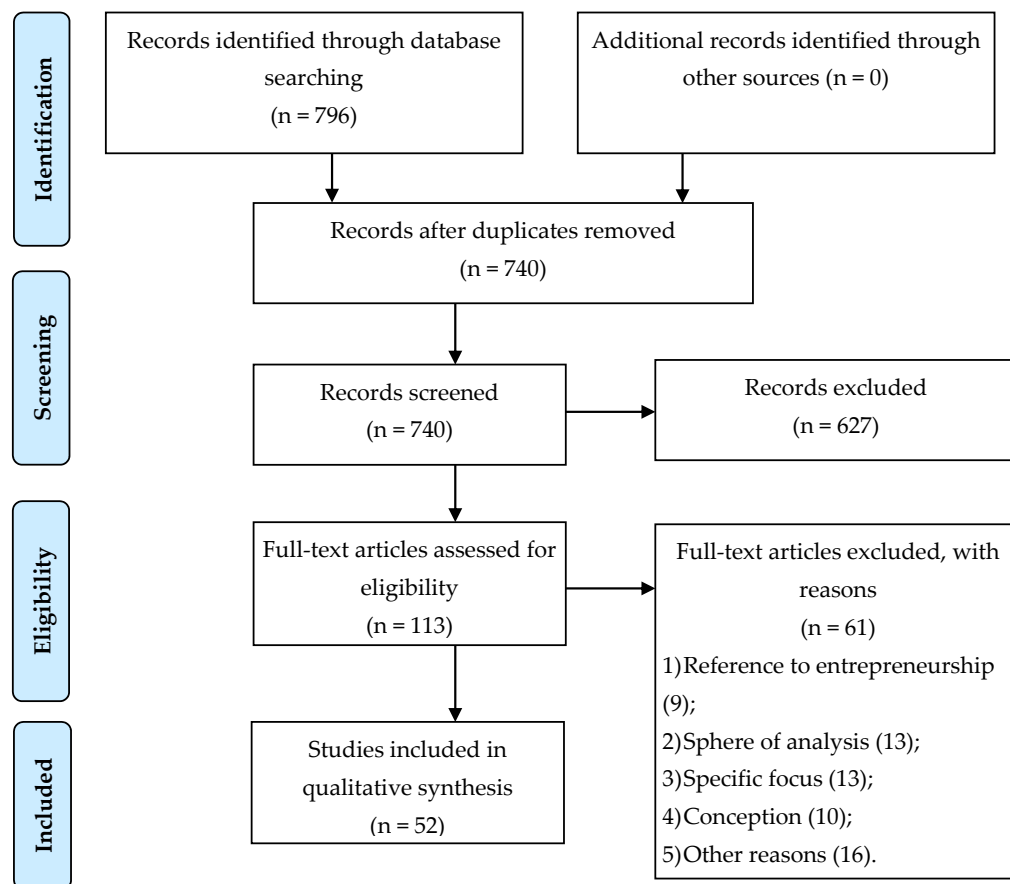 Identification
Records identified through database
searching
(n = 796)
Additional records identified through
other sources (n = 0)
Records after duplicates removed
(n = 740)
Screening
Records screened
(n = 740)
Records excluded
(n = 627)
Eligibility
Full-text articles assessed for
eligibility
(n = 113)
Full-text articles excluded, with
reasons
(n = 61)
1)Reference to entrepreneurship
(9);
2)Sphere of analysis (13);
3)Specific focus (13);
4)Conception (10);
5)Other reasons (16).
Included
Studies included in
qualitative synthesis
(n = 52)